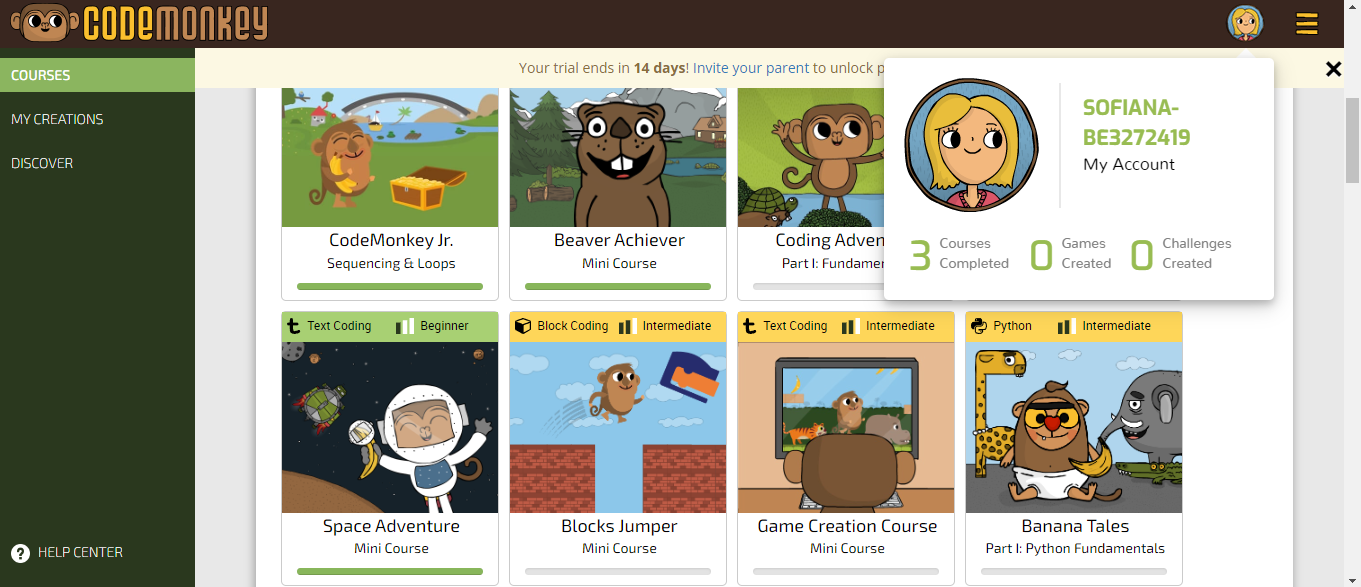 CODEMONKEY
COURSES
MY CREATIONS
DISCOVER
HELP CENTER
Your trial ends in 14 days! Invite your parent to unlock
SOFIANA-
BE3272419
My Account
3 Courses
Completed
0 Games
Created
0 Challenges
Created
CodeMonkey Jr.
Sequencing & Loops
Beaver Achiever
Mini Course
Coding
Part I:
Text Coding Beginner
Space Adventure
Mini Course
Block Coding Intermediate
Blocks Jumper
Mini Course
Text Coding Intermediate
Game Creation Course
Mini Course
Python Intermediate
Banana Tales
Part I: Python Fundamentals